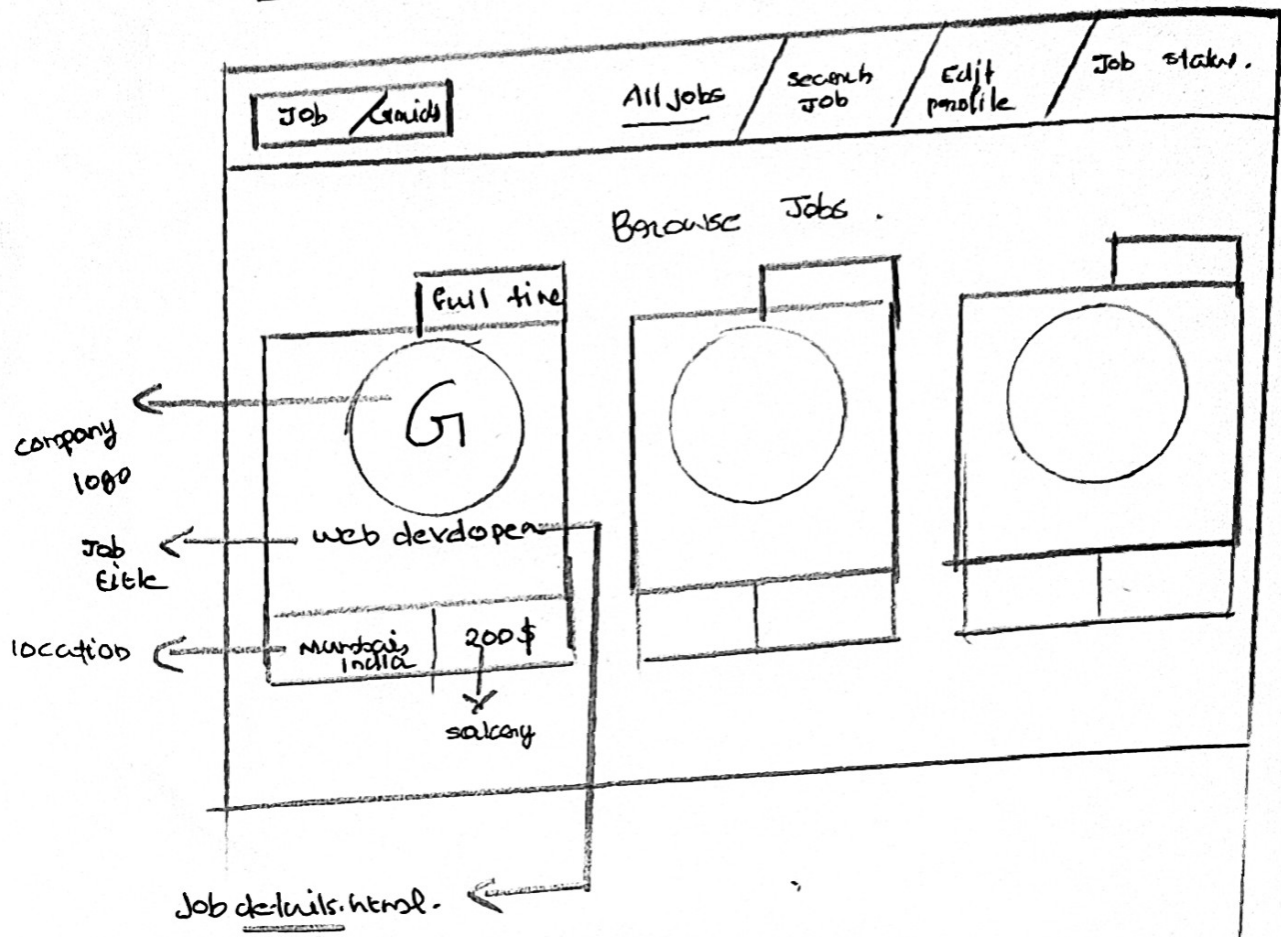 Job /Grids
All Jobs
Search
Job
Edit
profile
Job status.
Browse Jobs.
Full time
G
company
logo
web developer
Job
title
location
Mumbai,
India
200$
salary
Job details.html.